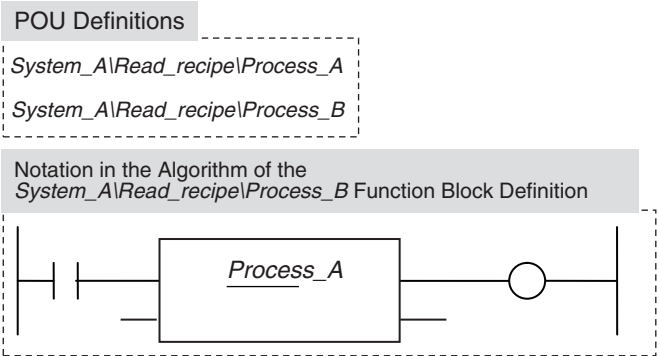 POU Definitions
System_A\Read_recipe\Process_A
System_A\Read_recipe\Process_B
Notation in the Algorithm of the
System_A\Read_recipe\Process_B Function Block Definition
Process_A